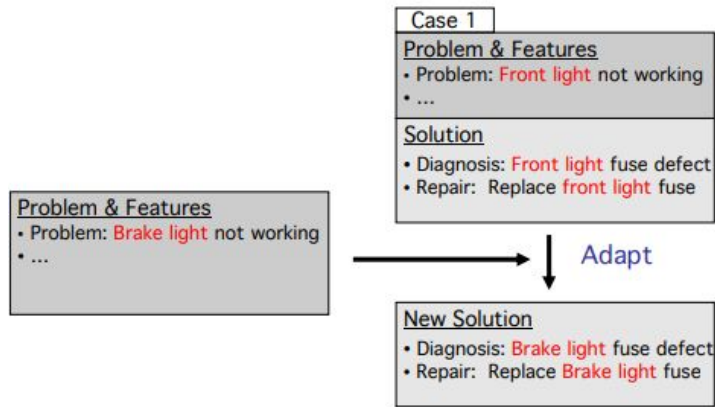 Case 1
Problem & Features
• Problem: Front light not working
• ...
Solution
• Diagnosis: Front light fuse defect
• Repair: Replace front light fuse
Problem & Features
• Problem: Brake light not working
• ...
Adapt
New Solution
• Diagnosis: Brake light fuse defect
• Repair: Replace Brake light fuse